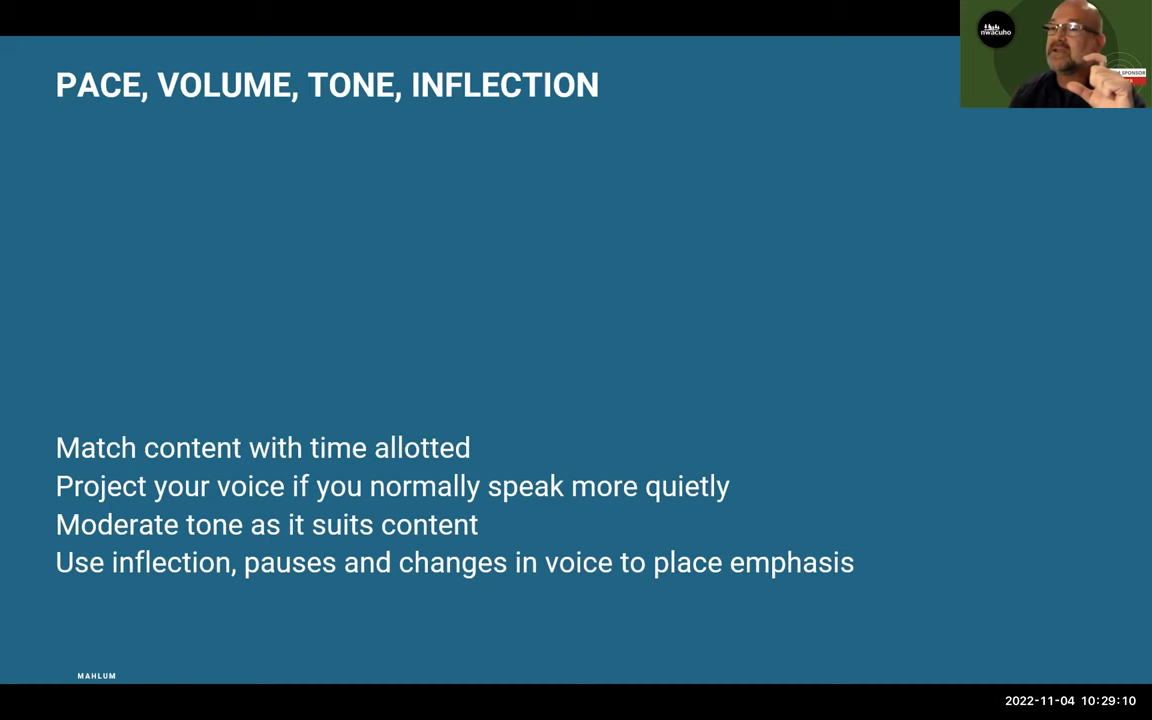 PACE, VOLUME, TONE, INFLECTION
nwacuho
SPONSOR
Match content with time allotted
Project your voice if you normally speak more quietly
Moderate tone as it suits content
Use inflection, pauses and changes in voice to place emphasis
MAHLUM
2022-11-04 10:29:10